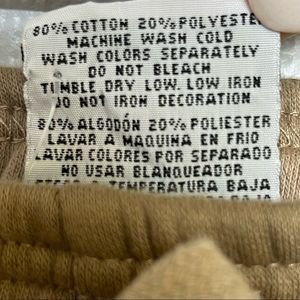 80% COTTON 20% POLYESTER
MACHINE WASH COLD
WASH COLORS SEPARATELY
DO NOT BLEACH
TUMBLE DRY LOW. LOW IRON
DO NOT IRON DECORATION
80% ALGODÓN 20% POLIESTER
LAVAR A MAQUINA EN FRIO
LAVAR COLORES POR SEPARADO
NO USAR BLANQUEADOR
A TEMPERATURA BAJA